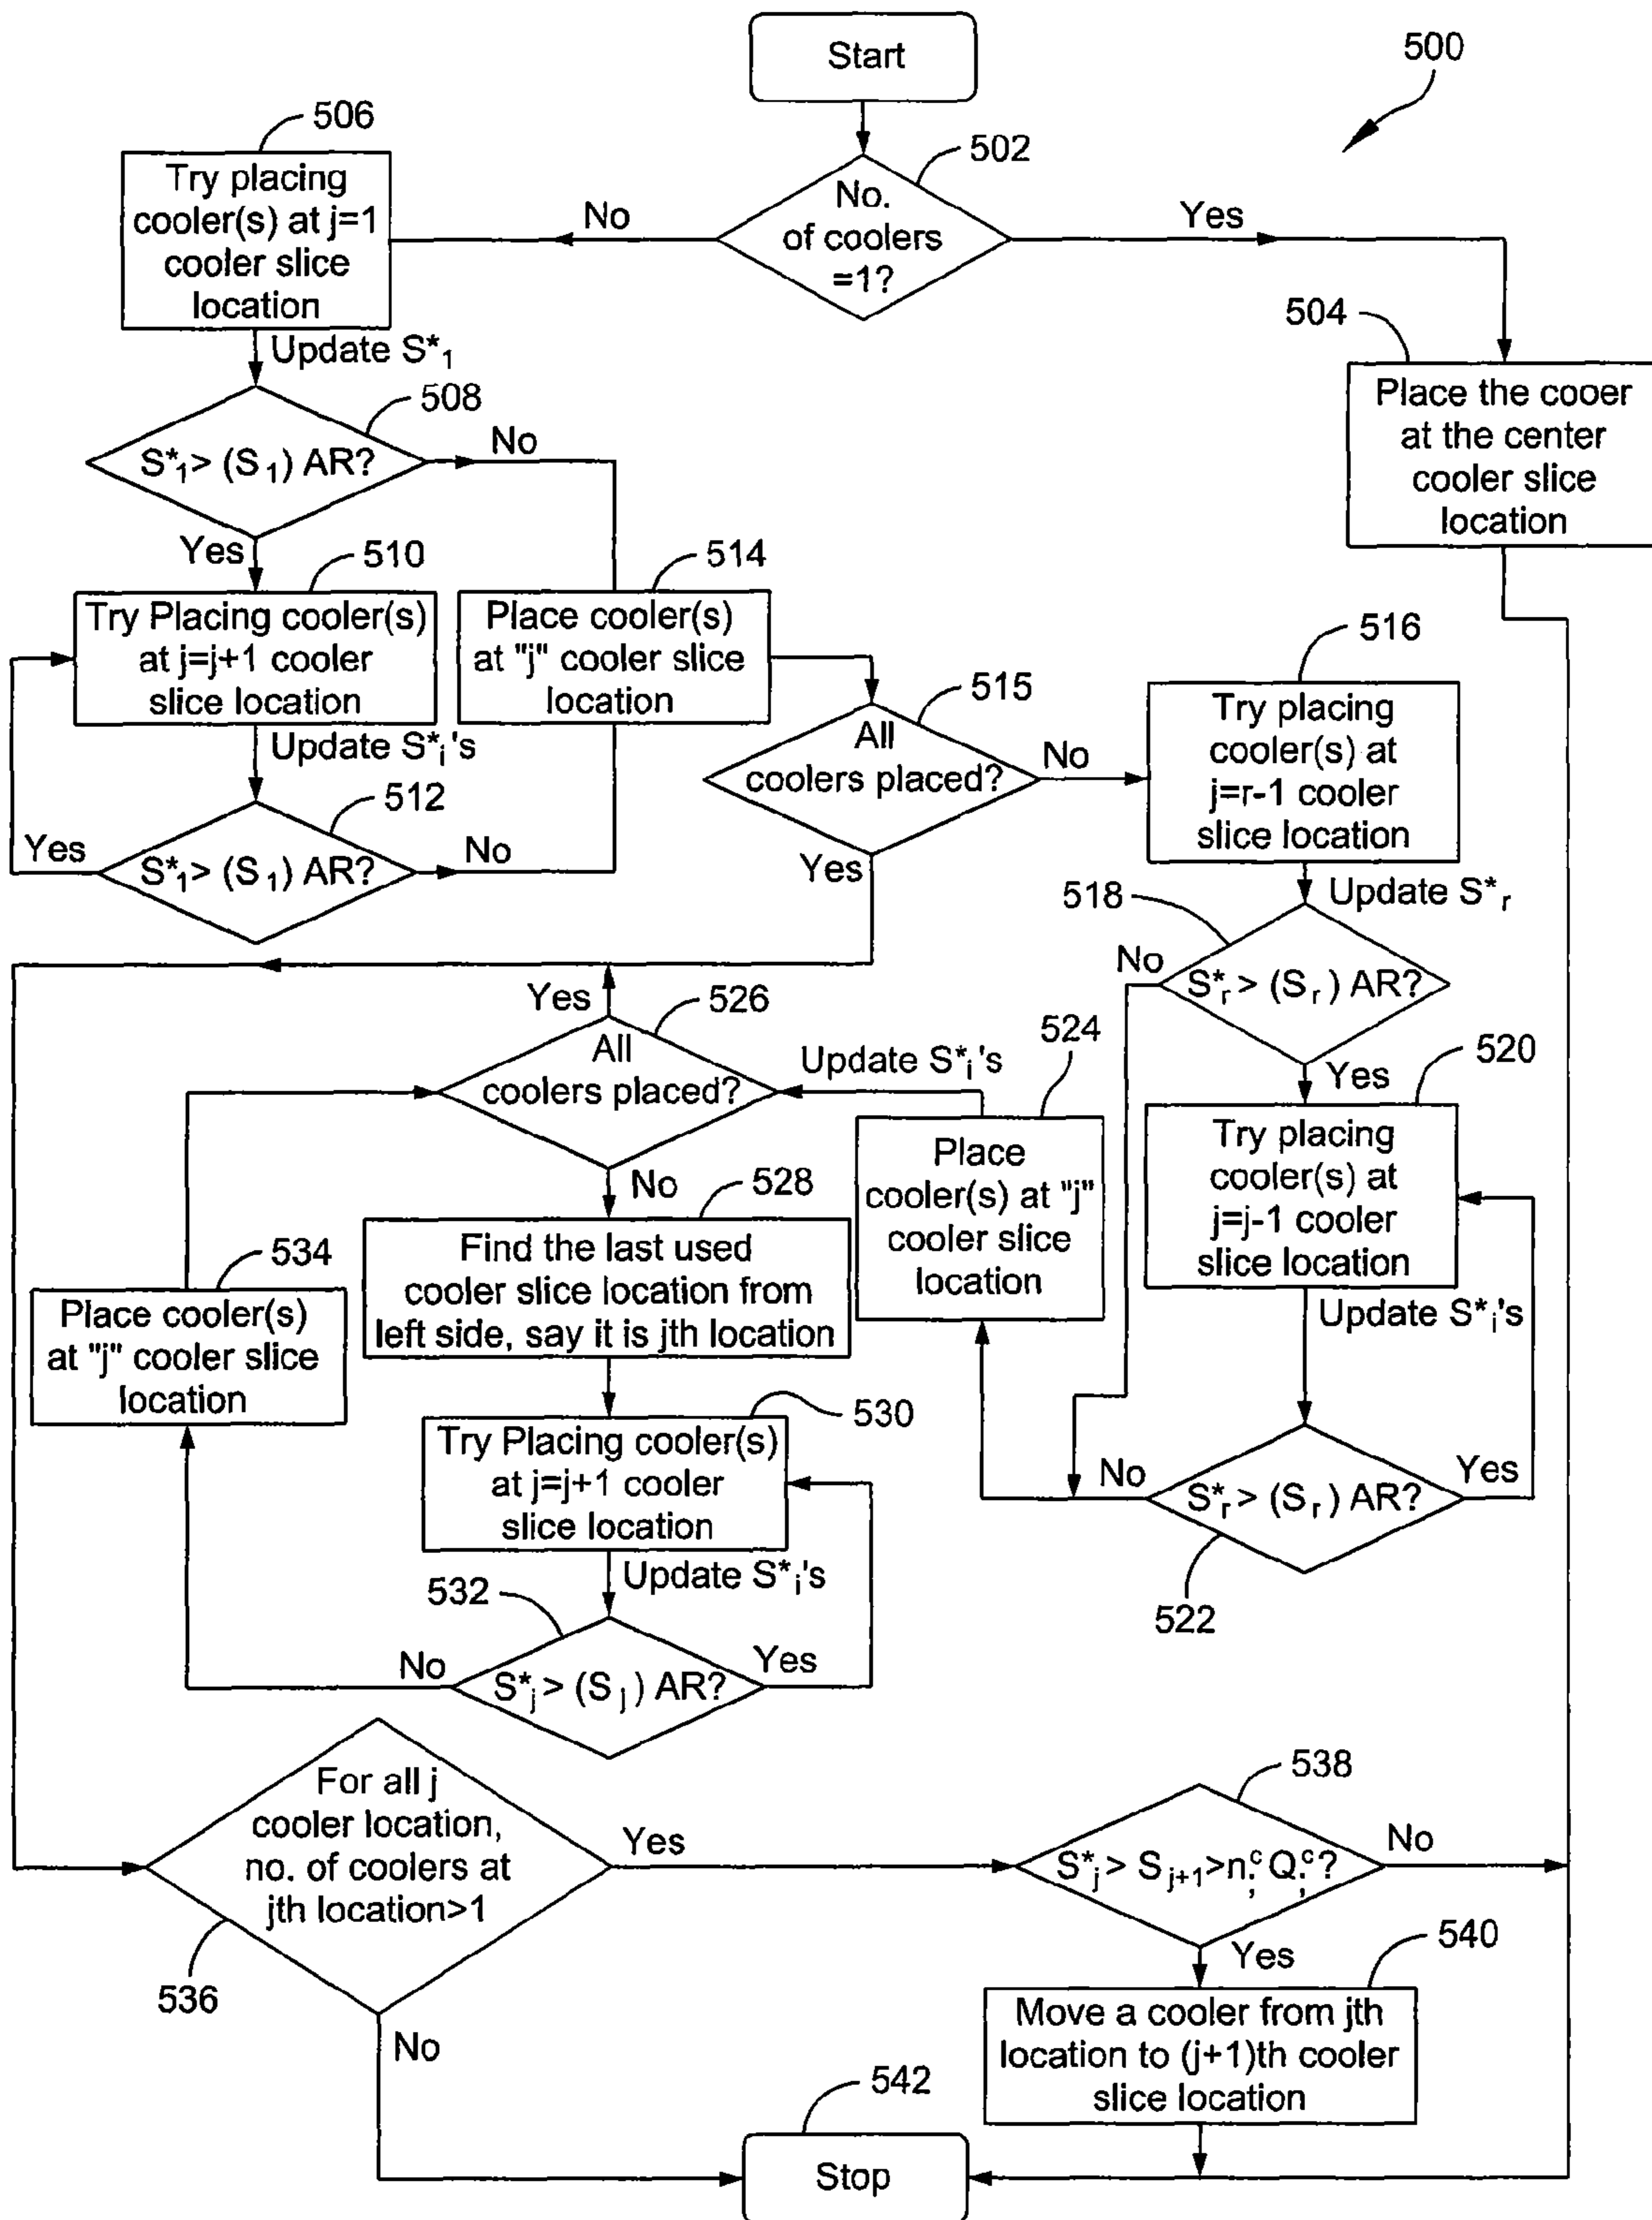 Start
500
502
No.
of coolers
=1?
No
Yes
506
Try placing
cooler(s) at j=1
cooler slice
location
Update S*1
504
Place the cooer
at the center
cooler slice
location
508
S*1> (S1) AR?
No
Yes
510
Try Placing cooler(s)
at j=j+1 cooler
slice location
Update S*i's
514
Place cooler(s)
at "j" cooler slice
location
512
S*1> (S1) AR?
Yes
No
515
All
coolers placed?
No
Yes
516
Try placing
cooler(s) at
j=r-1 cooler
slice location
Update S*r
518
S*r> (Sr) AR?
No
Yes
520
Try placing
cooler(s) at
j=j-1 cooler
slice location
Update S*i's
S*r> (Sr) AR?
No
Yes
522
524
Place
cooler(s) at "j"
cooler slice
location
Update S*i's
526
All
coolers placed?
Yes
No
528
Find the last used
cooler slice location from
left side, say it is jth location
530
Try Placing cooler(s)
at j=j+1 cooler
slice location
Update S*i's
532
S*j> (Sj) AR?
No
Yes
534
Place cooler(s)
at "j" cooler slice
location
For all j
cooler location,
no. of coolers at
jth location>1
536
Yes
No
538
S*j> Sj+1>n;c Q;c?
No
Yes
540
Move a cooler from jth
location to (j+1)th cooler
slice location
542
Stop